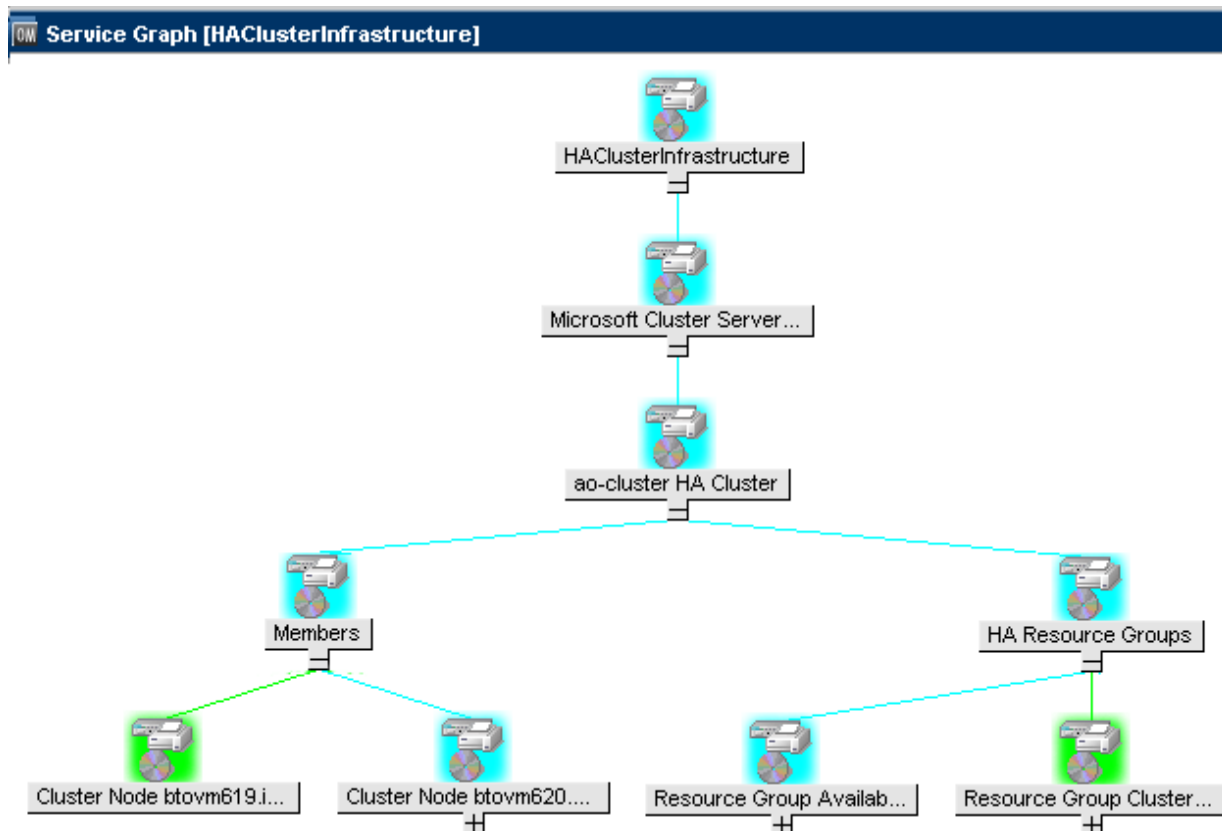 OM Service Graph [HAClusterInfrastructure]
HAClusterInfrastructure
Microsoft Cluster Server...
ao-cluster HA Cluster
Members
HA Resource Groups
Cluster Node btovm619.i...
Cluster Node btovm620....
Resource Group Availab...
Resource Group Cluster...